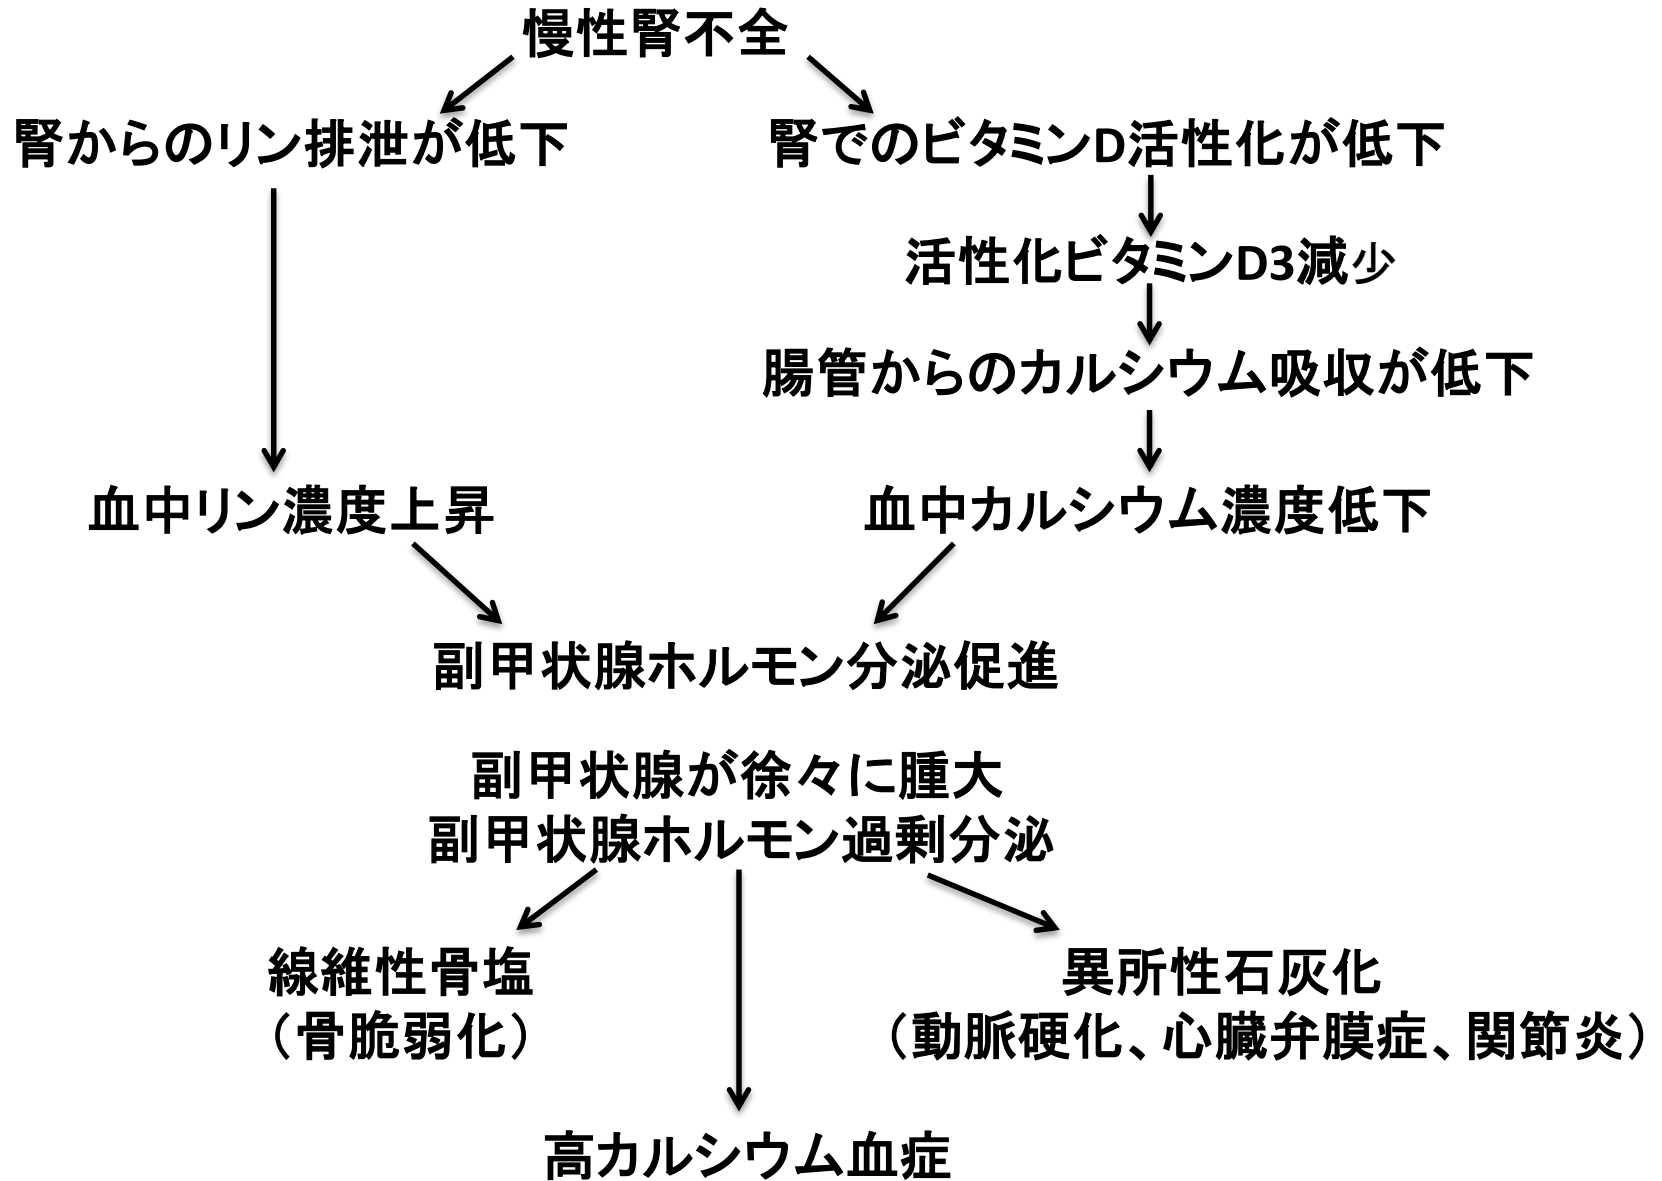 慢性腎不全
腎からのリン排泄が低下
腎でのビタミンD活性化が低下
活性化ビタミンD3減少
腸管からのカルシウム吸収が低下
血中リン濃度上昇
血中カルシウム濃度低下
副甲状腺ホルモン分泌促進
副甲状腺が徐々に腫大
副甲状腺ホルモン過剰分泌
線維性骨塩
（骨脆弱化）
異所性石灰化
（動脈硬化、心臓弁膜症、関節炎）
高カルシウム血症